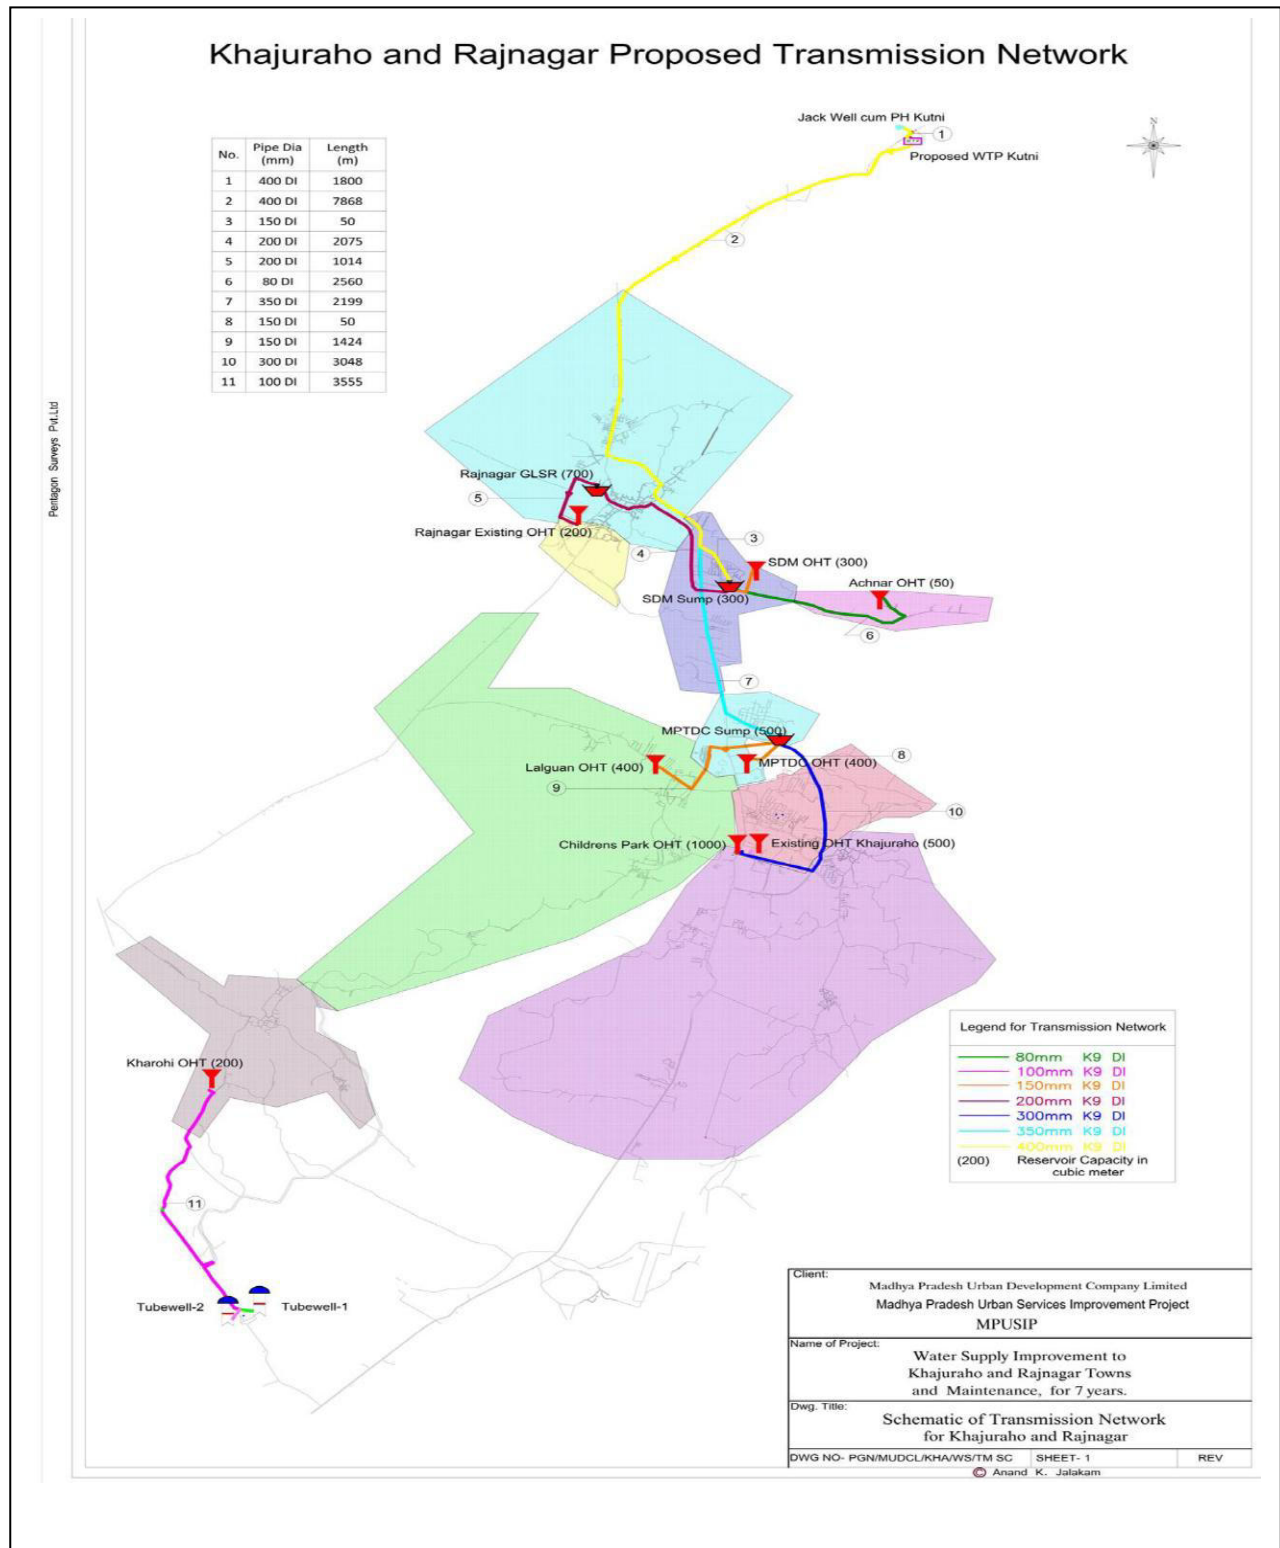 Khajuraho and Rajnagar Proposed Transmission Network
Jack Well cum PH Kutni
1
Proposed WTP Kutni
N
No. Pipe Dia (mm) Length (m)
1 400 DI 1800
2 400 DI 7868
3 150 DI 50
4 200 DI 2075
5 200 DI 1014
6 80 DI 2560
7 350 DI 2199
8 150 DI 50
9 150 DI 1424
10 300 DI 3048
11 100 DI 3555
2
Pentagon Surveys Pvt.Ltd
Rajnagar GLSR (700)
5
Rajnagar Existing OHT (200)
3
4
SDM OHT (300)
Achnar OHT (50)
SDM Sump (300)
6
7
MPTDC Sump (500)
8
Lalguan OHT (400)
MPTDC OHT (400)
9
10
Childrens Park OHT (1000)
Existing OHT Khajuraho (500)
Kharohi OHT (200)
11
Tubewell-2
Tubewell-1
Legend for Transmission Network
80mm K9 DI
100mm K9 DI
150mm K9 DI
200mm K9 DI
300mm K9 DI
350mm K9 DI
400mm K9 DI
(200) Reservoir Capacity in
cubic meter
Client:
Madhya Pradesh Urban Development Company Limited
Madhya Pradesh Urban Services Improvement Project
MPUSIP
Name of Project:
Water Supply Improvement to
Khajuraho and Rajnagar Towns
and Maintenance, for 7 years.
Dwg. Title:
Schematic of Transmission Network
for Khajuraho and Rajnagar
DWG NO- PGN/MUDCL/KHA/WS/TM SC SHEET- 1 REV
© Anand K. Jalakam